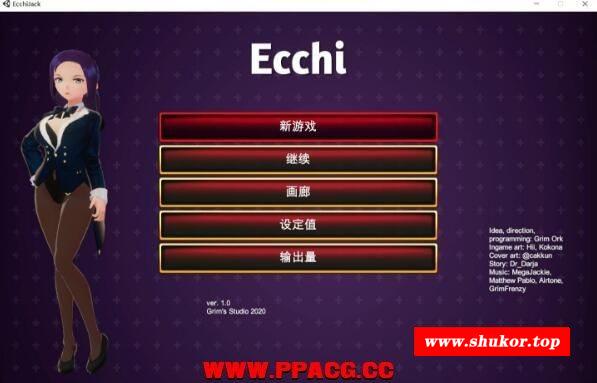 EcchiJack
Ecchi
新游戏
继续
画廊
设定值
输出量
Idea, direction,
programming: Grim Ork
Ingame art: Hii, Kokona
Cover art: @cakkun
Story: Dr_Darja
Music: MegaJackie,
Matthew Pablo, Airtone,
GrimFrenzy
ver. 1.0
Grim's Studio 2020
www.shukor.top
WWW.PPACG.CC